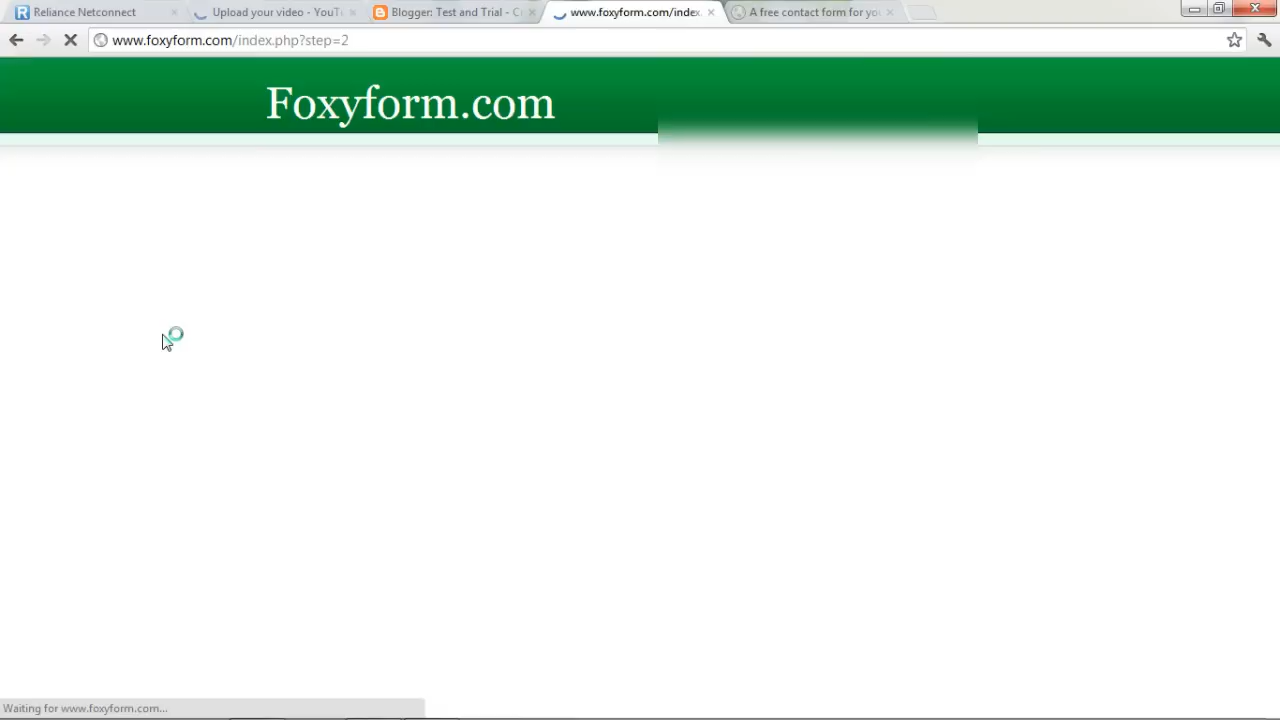 Reliance Netconnect
Upload your video - YouTu
Blogger: Test and Trial - C
www.foxyform.com/index.
A free contact form for yo
www.foxyform.com/index.php?step=2
Foxyform.com
Waiting for www.foxyform.com...